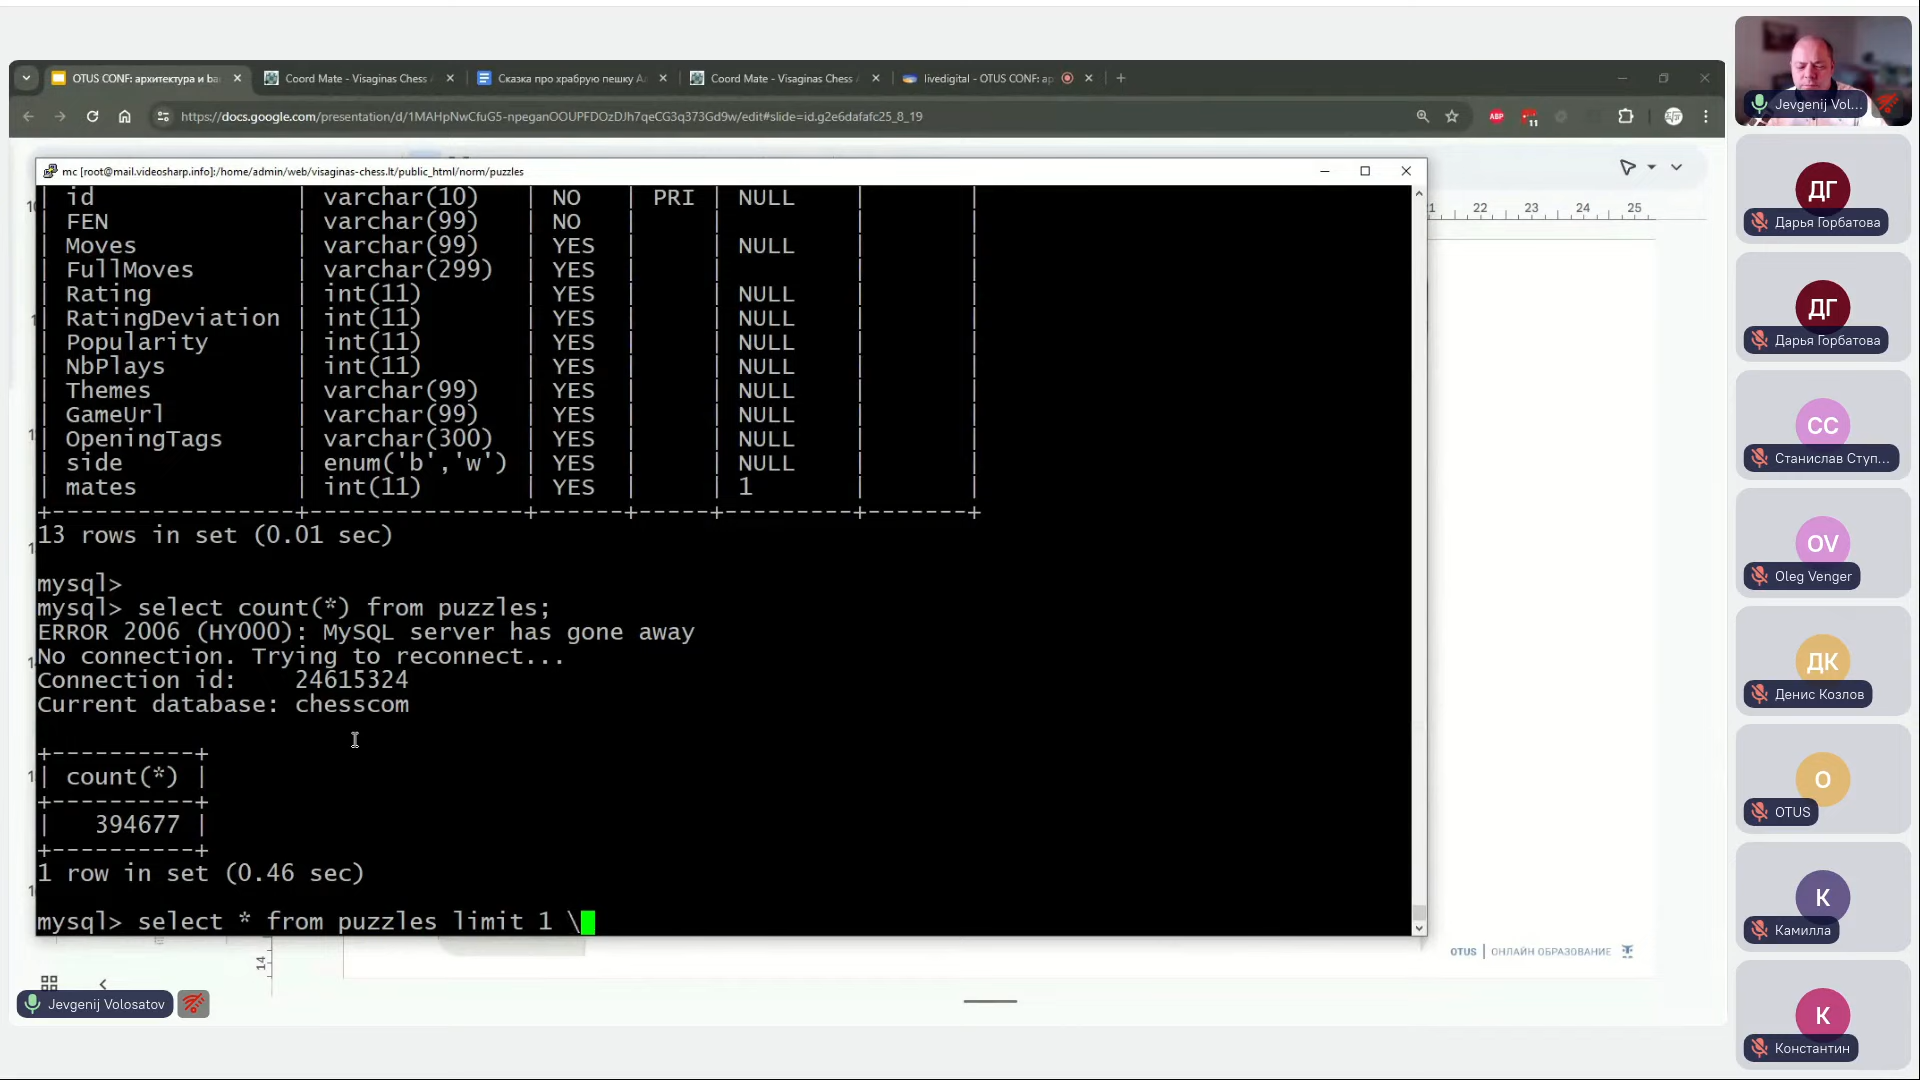 OTUS CONF: архитектура и ba
Coord Mate - Visaginas Chess
Сказка про храбрую пешку А
Coord Mate - Visaginas Chess
livedigital - OTUS CONF: ар
https://docs.google.com/presentation/d/1MAHpNwCfuG5-npeganOOUPFDOzDJh7qeCG3q373Gd9w/edit#slide=id.g2e6dafafc25_8_19
ABP
11
mc [root@mail.videosharp.info]:/home/admin/web/visaginas-chess.lt/public_html/norm/puzzles
22 23 24 25
| id | varchar(10) | NO | PRI | NULL | |
| FEN | varchar(99) | NO | | | |
| Moves | varchar(99) | YES | | NULL | |
| FullMoves | varchar(299) | YES | | | |
| Rating | int(11) | YES | | NULL | |
| RatingDeviation | int(11) | YES | | NULL | |
| Popularity | int(11) | YES | | NULL | |
| NbPlays | int(11) | YES | | NULL | |
| Themes | varchar(99) | YES | | NULL | |
| GameUrl | varchar(99) | YES | | NULL | |
| OpeningTags | varchar(300) | YES | | NULL | |
| side | enum('b','w') | YES | | NULL | |
| mates | int(11) | YES | | 1 | |
+-----------------+---------------+------+-----+---------+-------+
13 rows in set (0.01 sec)
mysql>
mysql> select count(*) from puzzles;
ERROR 2006 (HY000): MySQL server has gone away
No connection. Trying to reconnect...
Connection id:    24615324
Current database: chesscom
+----------+
| count(*) |
+----------+
|   394677 |
+----------+
1 row in set (0.46 sec)
mysql> select * from puzzles limit 1 \
14
OTUS | ОНЛАЙН ОБРАЗОВАНИЕ
Jevgenij Volosatov
Jevgenij Vol...
ДГ
Дарья Горбатова
ДГ
Дарья Горбатова
СС
Станислав Ступ...
OV
Oleg Venger
ДК
Денис Козлов
O
OTUS
К
Камилла
К
Константин